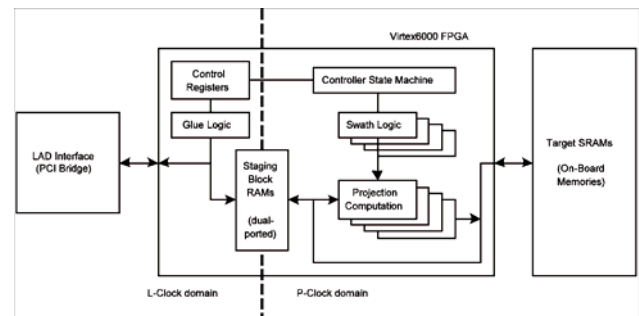 Virtex6000 FPGA
Control
Registers
Controller State Machine
Glue Logic
Swath Logic
LAD Interface
(PCI Bridge)
Staging
Block
RAMs
(dual-
ported)
Projection
Computation
Target SRAMs
(On-Board
Memories)
L-Clock domain
P-Clock domain